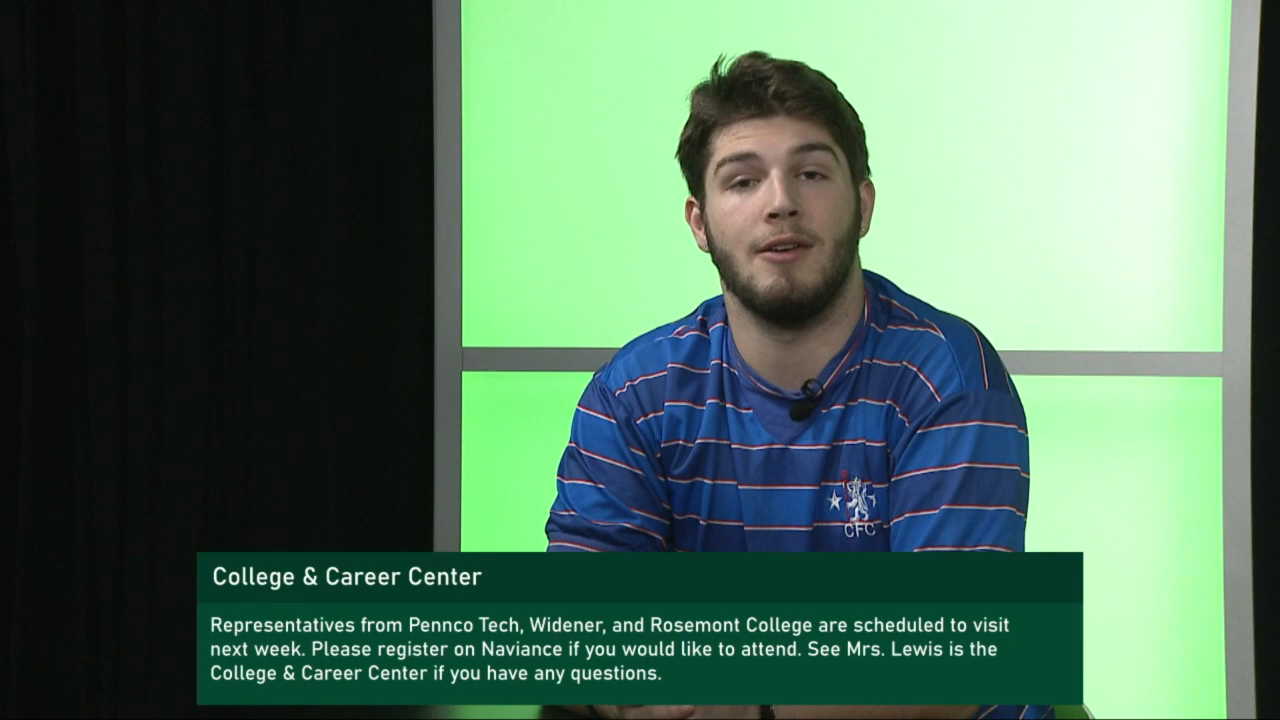 CFC
College & Career Center
Representatives from Pennco Tech, Widener, and Rosemont College are scheduled to visit
next week. Please register on Naviance if you would like to attend. See Mrs. Lewis is the
College & Career Center if you have any questions.